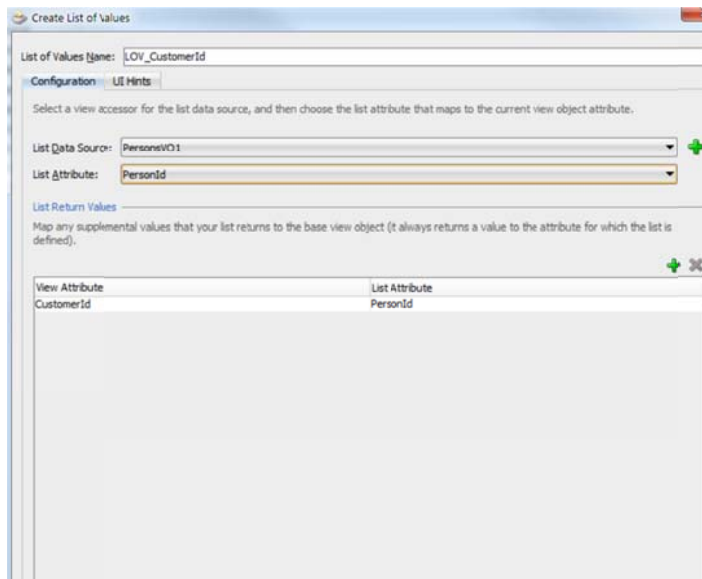 Create List of Values
List of Values Name: LOV_CustomerId
Configuration UI Hints
Select a view accessor for the list data source, and then choose the list attribute that maps to the current view object attribute.
List Data Source: PersonsVO1
List Attribute: PersonId
List Return Values
Map any supplemental values that your list returns to the base view object (it always returns a value to the attribute for which the list is
defined).
View Attribute List Attribute
CustomerId PersonId